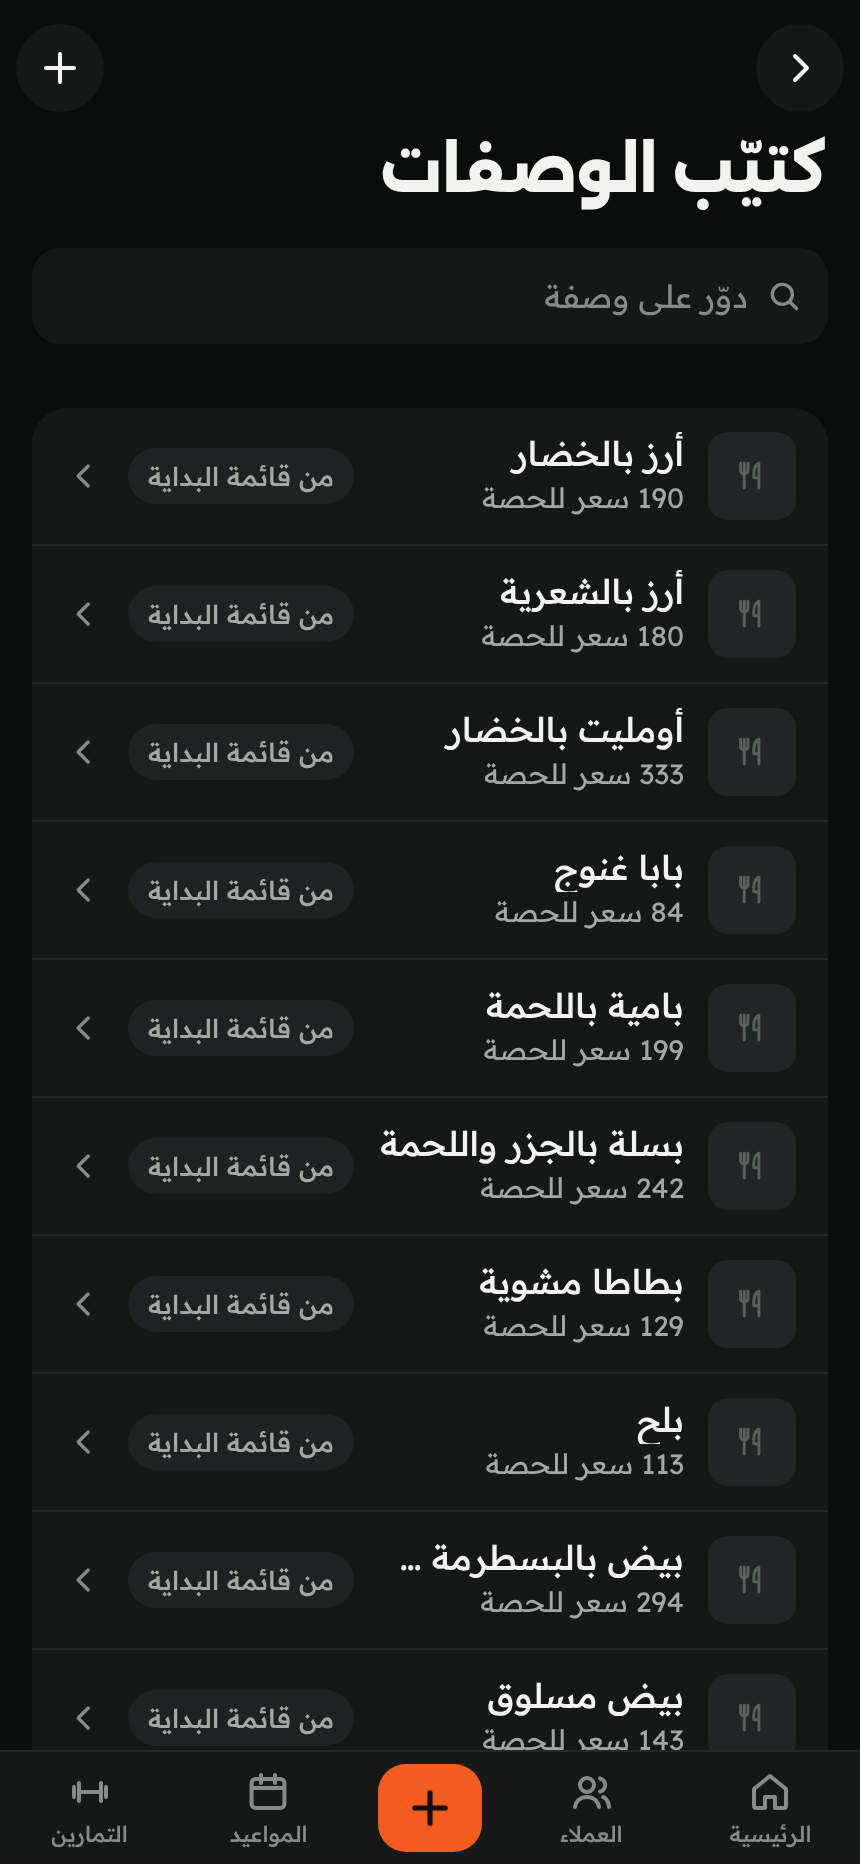 كتيّب الوصفات
دوّر على وصفة
أرز بالخضار
من قائمة البداية
190 سعر للحصة
أرز بالشعرية
من قائمة البداية
180 سعر للحصة
أومليت بالخضار
من قائمة البداية
333 سعر للحصة
بابا غنوج
من قائمة البداية
84 سعر للحصة
بامية باللحمة
من قائمة البداية
199 سعر للحصة
بسلة بالجزر واللحمة
من قائمة البداية
242 سعر للحصة
بطاطا مشوية
من قائمة البداية
129 سعر للحصة
بلح
من قائمة البداية
113 سعر للحصة
بيض بالبسطرمة ...
من قائمة البداية
294 سعر للحصة
بيض مسلوق
من قائمة البداية
143 سعر للحصة
الرئيسية
العملاء
المواعيد
التمارين